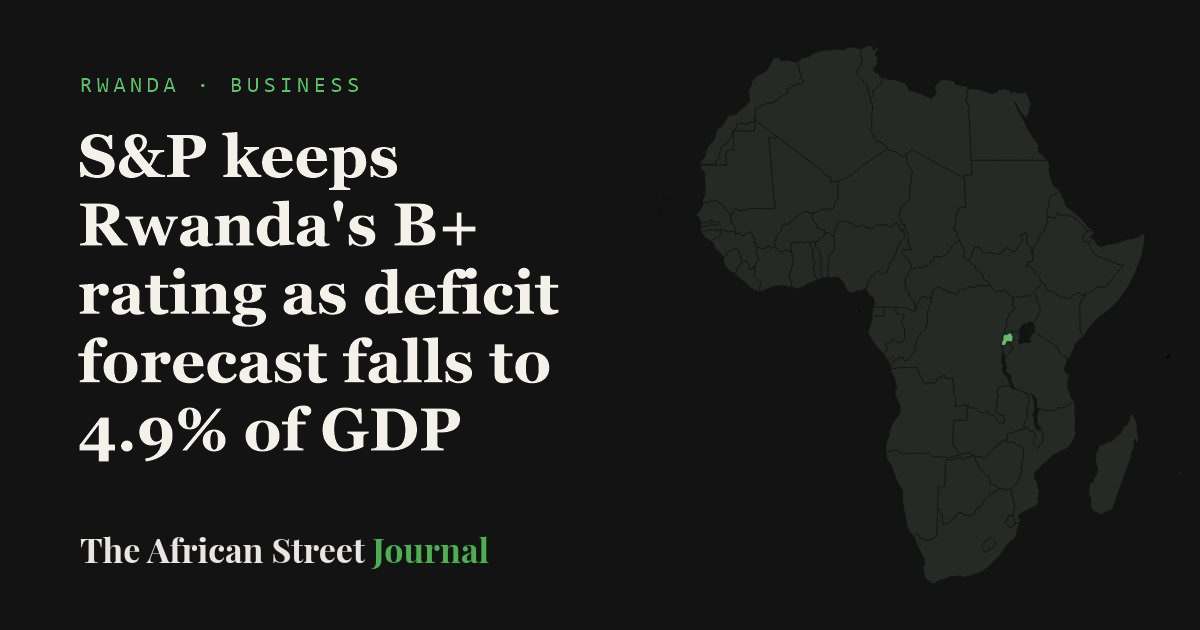 RWANDA · BUSINESS
S&P keeps
Rwanda's B+
rating as deficit
forecast falls to
4.9% of GDP
The African Street Journal